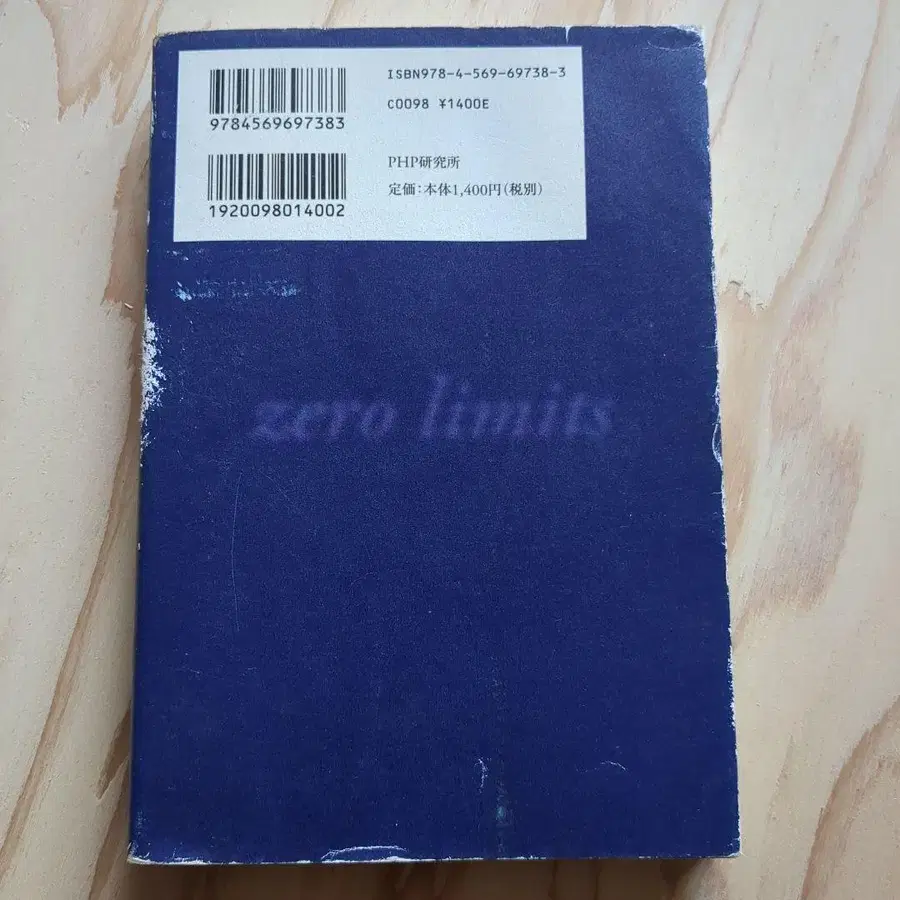 ISBN978-4-569-69738-3
C0098 ¥1400E
9784569697383
PHP研究所
定価：本体1,400円(税別)
1920098014002
zero limits